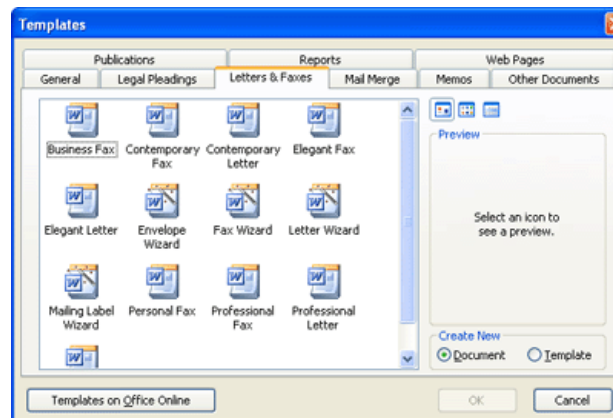 Templates
Publications Reports Web Pages
General Legal Pleadings Letters & Faxes Mail Merge Memos Other Documents
Business Fax Contemporary Fax Contemporary Letter Elegant Fax
Elegant Letter Envelope Wizard Fax Wizard Letter Wizard
Mailing Label Wizard Personal Fax Professional Fax Professional Letter
Preview
Select an icon to
see a preview.
Create New
Document Template
Templates on Office Online OK Cancel